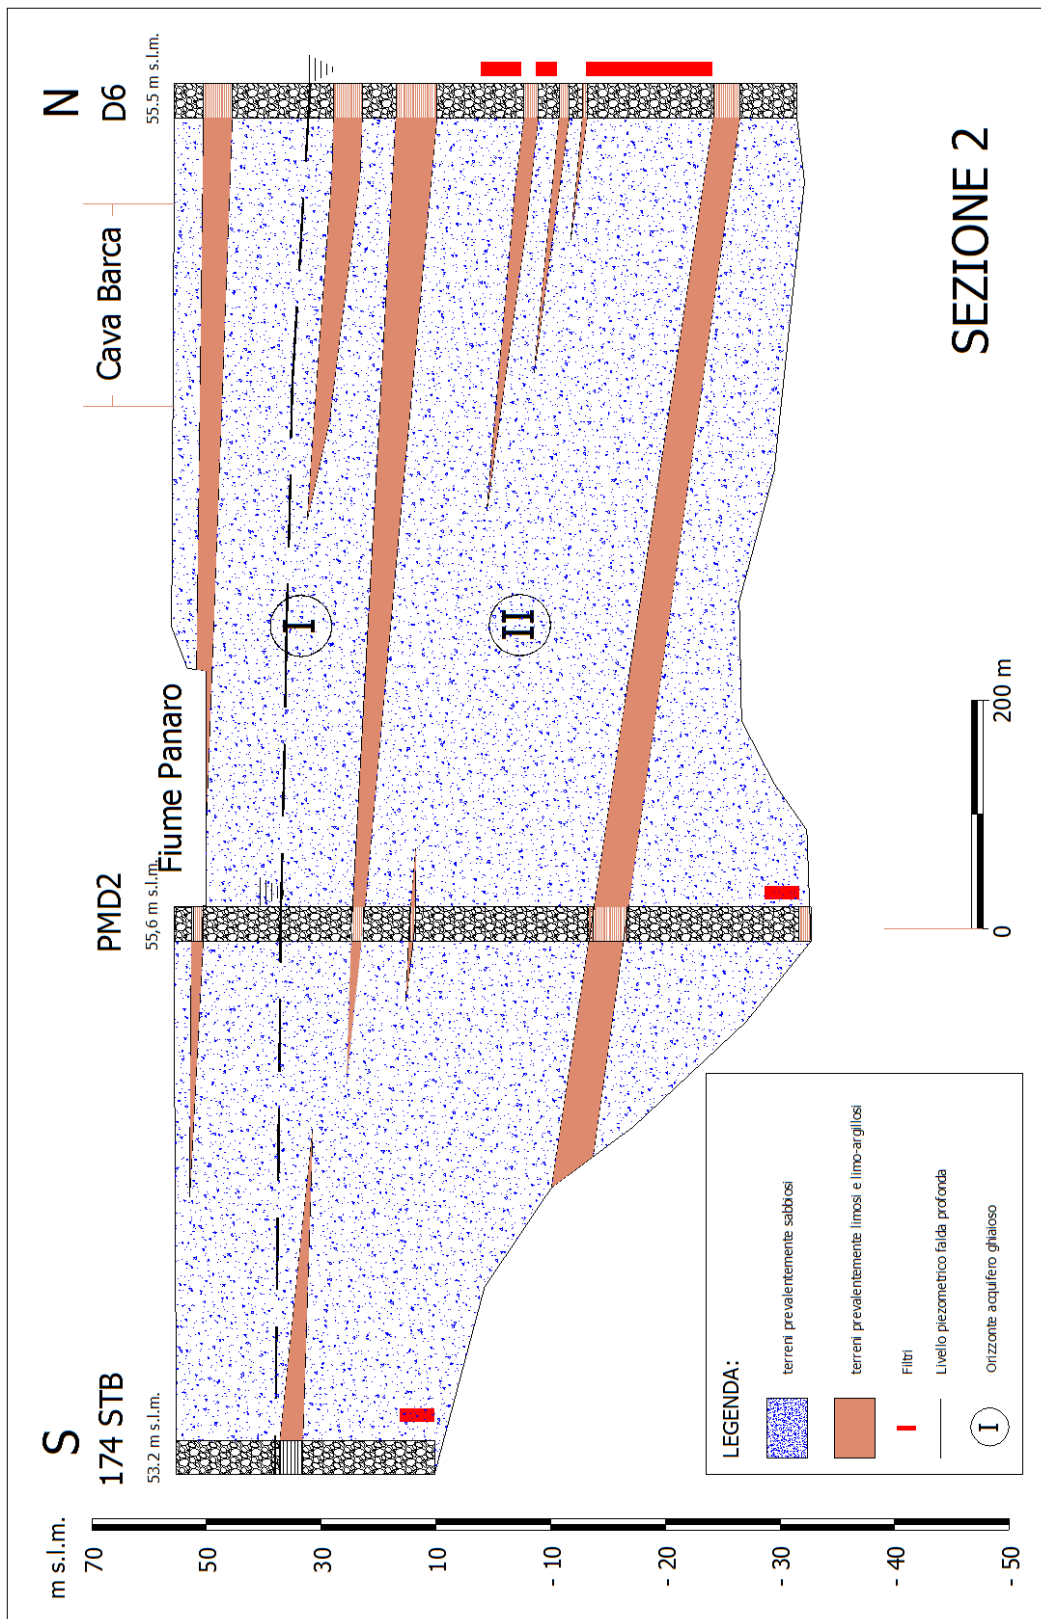 S
N
174 STB
PMD2
D6
53.2 m s.l.m.
55,6 m s.l.m.
55.5 m s.l.m.
Cava Barca
Fiume Panaro
m s.l.m.
70
50
30
10
- 10
- 20
- 30
- 40
- 50
I
II
LEGENDA:
terreni prevalentemente sabbiosi
terreni prevalentemente limosi e limo-argillosi
Filtri
Livello piezometrico falda profonda
I
Orizzonte acquifero ghiaioso
0
200 m
SEZIONE 2